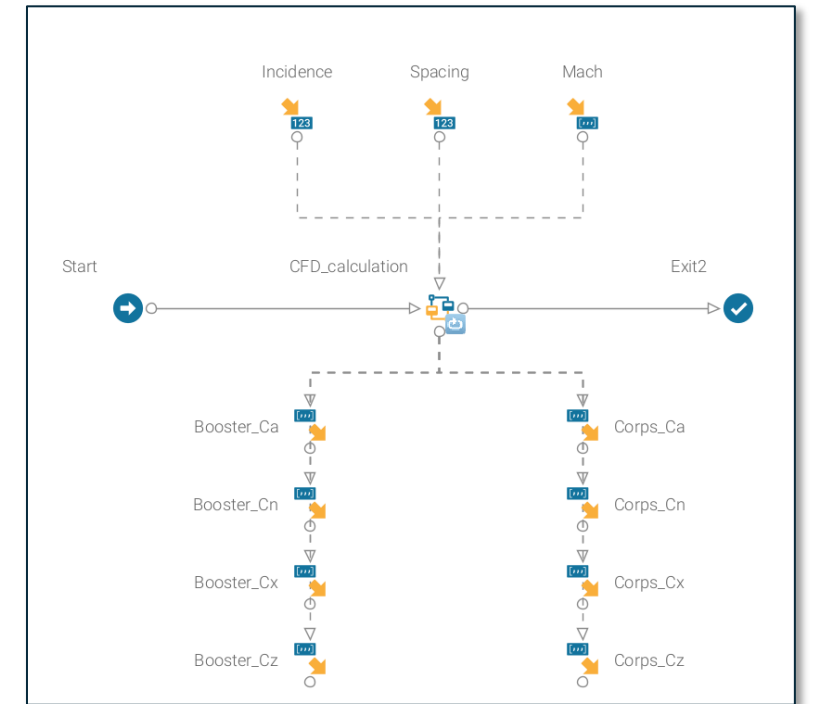 Incidence Spacing Mach
123 123 [...]
Start CFD_calculation Exit2
[...] [...]
Booster_Ca Corps_Ca
[...] [...]
Booster_Cn Corps_Cn
[...] [...]
Booster_Cx Corps_Cx
[...] [...]
Booster_Cz Corps_Cz